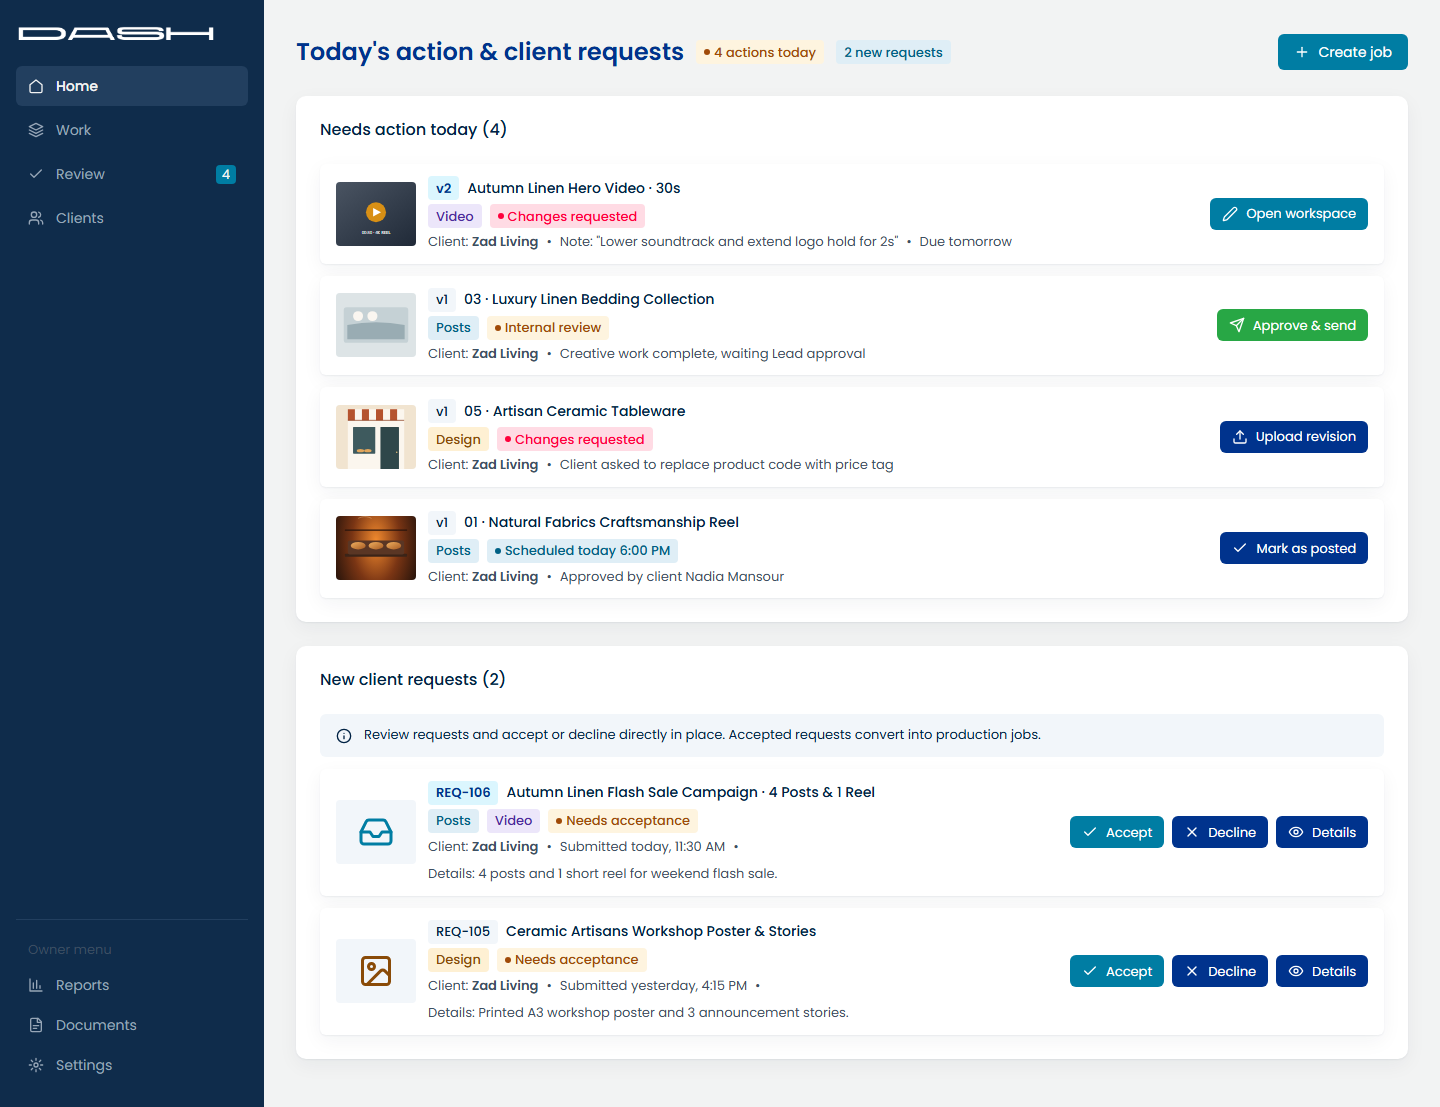 DASH
Home
Work
Review 4
Clients
Owner menu
Reports
Documents
Settings
Today's action & client requests • 4 actions today 2 new requests
Create job
Needs action today (4)
v2 Autumn Linen Hero Video · 30s
Video • Changes requested
Client: Zad Living • Note: "Lower soundtrack and extend logo hold for 2s" • Due tomorrow
Open workspace
v1 03 · Luxury Linen Bedding Collection
Posts • Internal review
Client: Zad Living • Creative work complete, waiting Lead approval
Approve & send
v1 05 · Artisan Ceramic Tableware
Design • Changes requested
Client: Zad Living • Client asked to replace product code with price tag
Upload revision
v1 01 · Natural Fabrics Craftsmanship Reel
Posts • Scheduled today 6:00 PM
Client: Zad Living • Approved by client Nadia Mansour
Mark as posted
New client requests (2)
Review requests and accept or decline directly in place. Accepted requests convert into production jobs.
REQ-106 Autumn Linen Flash Sale Campaign · 4 Posts & 1 Reel
Posts Video • Needs acceptance
Client: Zad Living • Submitted today, 11:30 AM •
Details: 4 posts and 1 short reel for weekend flash sale.
Accept Decline Details
REQ-105 Ceramic Artisans Workshop Poster & Stories
Design • Needs acceptance
Client: Zad Living • Submitted yesterday, 4:15 PM •
Details: Printed A3 workshop poster and 3 announcement stories.
Accept Decline Details